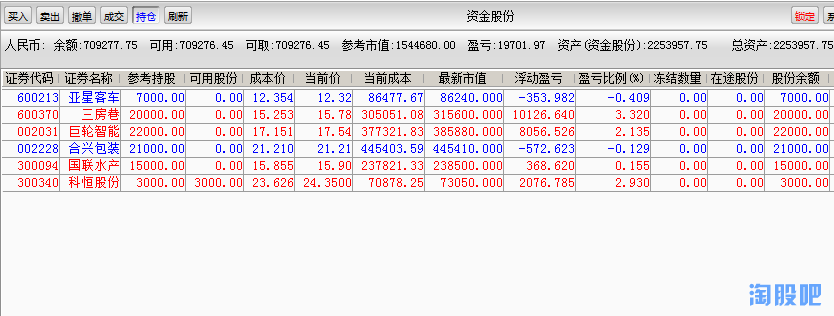 买入 卖出 撤单 成交 持仓 刷新 资金股份 锁定
人民币: 余额:709277.75 可用:709276.45 可取:709276.45 参考市值:1544680.00 盈亏:19701.97 资产(资金股份):2253957.75 总资产:2253957.75
证券代码 证券名称 参考持股 可用股份 成本价 当前价 当前成本 最新市值 浮动盈亏 盈亏比例(%) 冻结数量 在途股份 股份余额
600213 亚星客车 7000.00 0.00 12.354 12.32 86477.67 86240.000 -353.982 -0.409 0.00 0.00 7000.00
600370 三房巷 20000.00 0.00 15.253 15.78 305051.08 315600.000 10126.640 3.320 0.00 0.00 20000.00
002031 巨轮智能 22000.00 0.00 17.151 17.54 377321.83 385880.000 8056.526 2.135 0.00 0.00 22000.00
002228 合兴包装 21000.00 0.00 21.210 21.21 445403.59 445410.000 -572.623 -0.129 0.00 0.00 21000.00
300094 国联水产 15000.00 0.00 15.855 15.90 237821.33 238500.000 368.620 0.155 0.00 0.00 15000.00
300340 科恒股份 3000.00 3000.00 23.626 24.3500 70878.25 73050.000 2076.785 2.930 0.00 0.00 3000.00
淘股吧